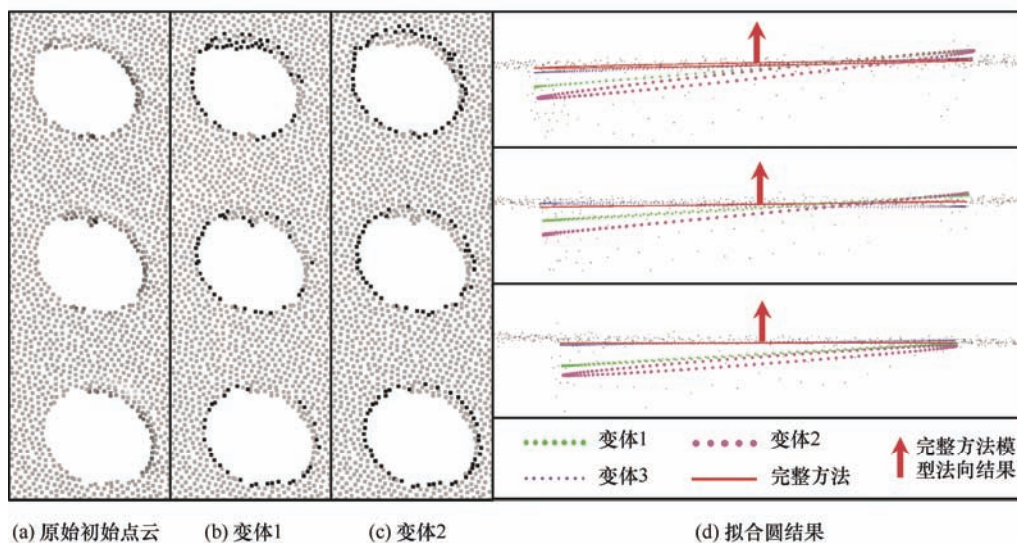 变体1
变体2
变体3
完整方法
完整方法模
型法向结果
(a) 原始初始点云
(b) 变体1
(c) 变体2
(d) 拟合圆结果